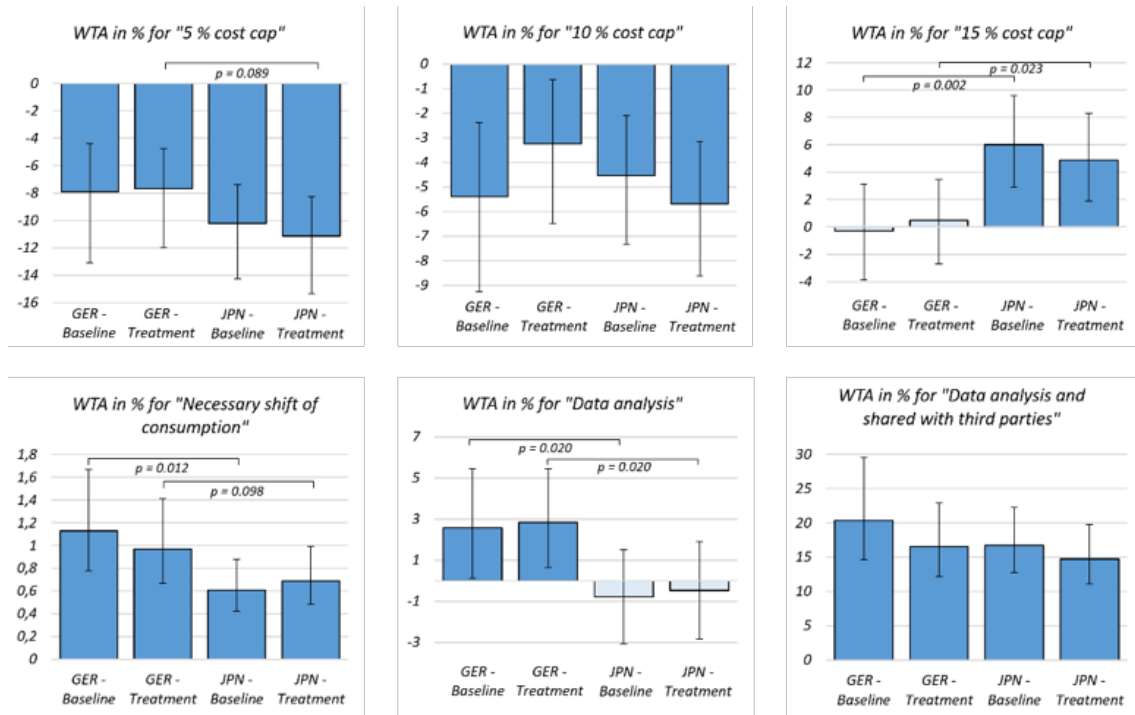 WTA in % for "5 % cost cap"
p = 0.089
0
-2
-4
-6
-8
-10
-12
-14
-16
GER -
Baseline
GER -
Treatment
JPN -
Baseline
JPN -
Treatment
WTA in % for "10 % cost cap"
0
-1
-2
-3
-4
-5
-6
-7
-8
-9
GER -
Baseline
GER -
Treatment
JPN -
Baseline
JPN -
Treatment
WTA in % for "15 % cost cap"
12
10
8
6
4
2
0
-2
-4
p = 0.023
p = 0.002
GER -
Baseline
GER -
Treatment
JPN -
Baseline
JPN -
Treatment
WTA in % for "Necessary shift of
consumption"
1,8
1,6
1,4
1,2
1
0,8
0,6
0,4
0,2
0
p = 0.012
p = 0.098
GER -
Baseline
GER -
Treatment
JPN -
Baseline
JPN -
Treatment
WTA in % for "Data analysis"
7
5
3
1
-1
-3
p = 0.020
p = 0.020
GER -
Baseline
GER -
Treatment
JPN -
Baseline
JPN -
Treatment
WTA in % for "Data analysis and
shared with third parties"
30
25
20
15
10
5
0
GER -
Baseline
GER -
Treatment
JPN -
Baseline
JPN -
Treatment